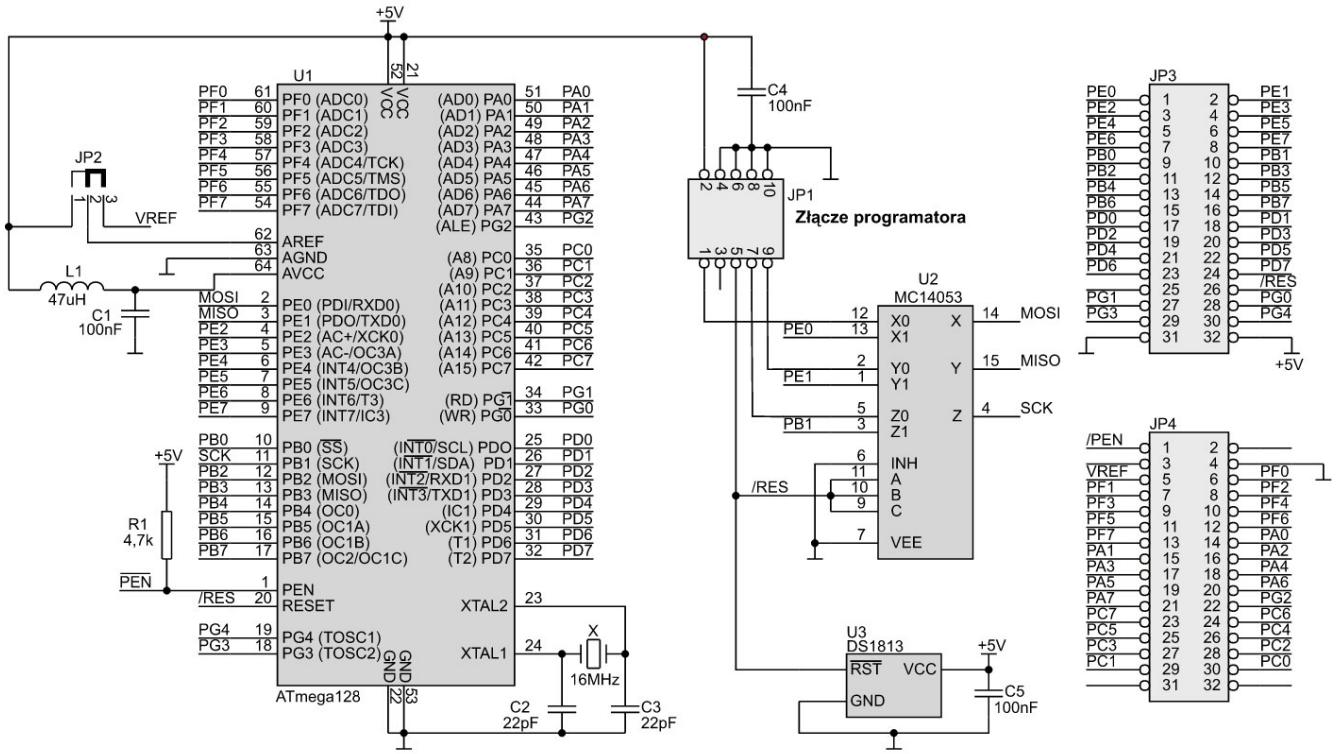 +5V
U1
52 VCC
21 VCC
PF0 61 PF0 (ADC0)
PF1 60 PF1 (ADC1)
PF2 59 PF2 (ADC2)
PF3 58 PF3 (ADC3)
PF4 57 PF4 (ADC4/TCK)
PF5 56 PF5 (ADC5/TMS)
PF6 55 PF6 (ADC6/TDO)
PF7 54 PF7 (ADC7/TDI)
62 AREF
63 AGND
64 AVCC
MOSI 2 PE0 (PDI/RXD0)
MISO 3 PE1 (PDO/TXD0)
PE2 4 PE2 (AC+/XCK0)
PE3 5 PE3 (AC-/OC3A)
PE4 6 PE4 (INT4/OC3B)
PE5 7 PE5 (INT5/OC3C)
PE6 8 PE6 (INT6/T3)
PE7 9 PE7 (INT7/IC3)
PB0 10 PB0 (SS)
SCK 11 PB1 (SCK)
PB2 12 PB2 (MOSI)
PB3 13 PB3 (MISO)
PB4 14 PB4 (OC0)
PB5 15 PB5 (OC1A)
PB6 16 PB6 (OC1B)
PB7 17 PB7 (OC2/OC1C)
PEN 1 PEN
/RES 20 RESET
PG4 19 PG4 (TOSC1)
PG3 18 PG3 (TOSC2)
GND 22
GND 53
ATmega128
(AD0) PA0 51 PA0
(AD1) PA1 50 PA1
(AD2) PA2 49 PA2
(AD3) PA3 48 PA3
(AD4) PA4 47 PA4
(AD5) PA5 46 PA5
(AD6) PA6 45 PA6
(AD7) PA7 44 PA7
(ALE) PG2 43 PG2
(A8) PC0 35 PC0
(A9) PC1 36 PC1
(A10) PC2 37 PC2
(A11) PC3 38 PC3
(A12) PC4 39 PC4
(A13) PC5 40 PC5
(A14) PC6 41 PC6
(A15) PC7 42 PC7
(RD) PG1 34 PG1
(WR) PG0 33 PG0
(INT0/SCL) PDO 25 PD0
(INT1/SDA) PD1 26 PD1
(INT2/RXD1) PD2 27 PD2
(INT3/TXD1) PD3 28 PD3
(IC1) PD4 29 PD4
(XCK1) PD5 30 PD5
(T1) PD6 31 PD6
(T2) PD7 32 PD7
XTAL2 23
XTAL1 24
JP2
1 2 3
VREF
L1
47uH
C1
100nF
+5V
R1
4,7k
X
16MHz
C2
22pF
C3
22pF
C4
100nF
2 4 6 8 10
JP1
1 3 5 7 9
Złącze programatora
U2
MC14053
12 X0
PE0 13 X1
2 Y0
PE1 1 Y1
5 Z0
PB1 3 Z1
6 INH
11 A
/RES 10 B
9 C
7 VEE
X 14 MOSI
Y 15 MISO
Z 4 SCK
U3
DS1813
RST VCC
GND
+5V
C5
100nF
JP3
PE0 1 2 PE1
PE2 3 4 PE3
PE4 5 6 PE5
PE6 7 8 PE7
PB0 9 10 PB1
PB2 11 12 PB3
PB4 13 14 PB5
PB6 15 16 PB7
PD0 17 18 PD1
PD2 19 20 PD3
PD4 21 22 PD5
PD6 23 24 PD7
25 26 /RES
PG1 27 28 PG0
PG3 29 30 PG4
31 32
+5V
JP4
/PEN 1 2
3 4
VREF 5 6 PF0
PF1 7 8 PF2
PF3 9 10 PF4
PF5 11 12 PF6
PF7 13 14 PA0
PA1 15 16 PA2
PA3 17 18 PA4
PA5 19 20 PA6
PA7 21 22 PG2
PC7 23 24 PC6
PC5 25 26 PC4
PC3 27 28 PC2
PC1 29 30 PC0
31 32